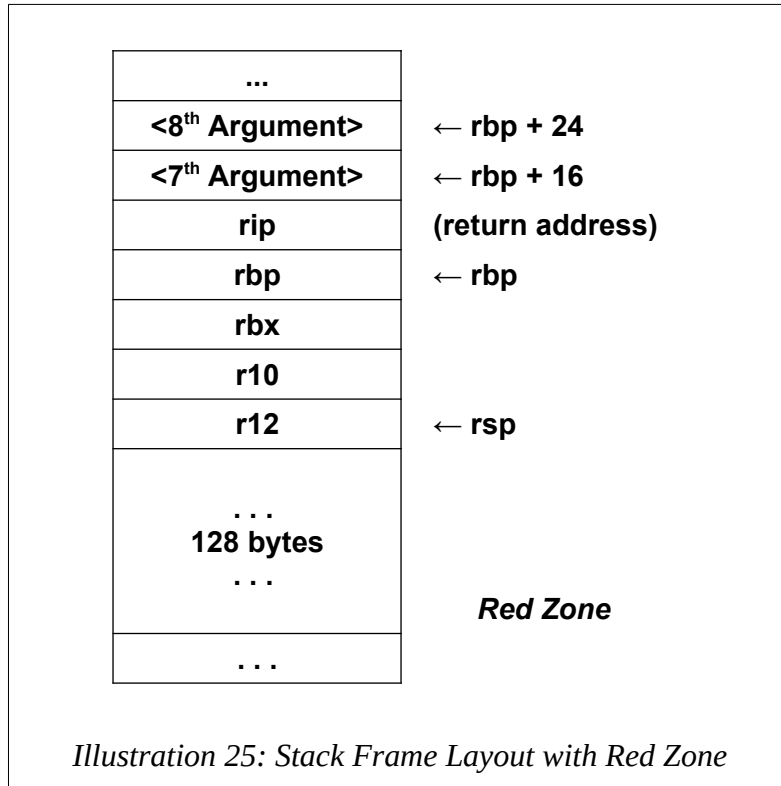 ...
<8th Argument> ← rbp + 24
<7th Argument> ← rbp + 16
rip (return address)
rbp ← rbp
rbx
r10
r12 ← rsp
. . .
128 bytes
. . .
Red Zone
. . .
Illustration 25: Stack Frame Layout with Red Zone